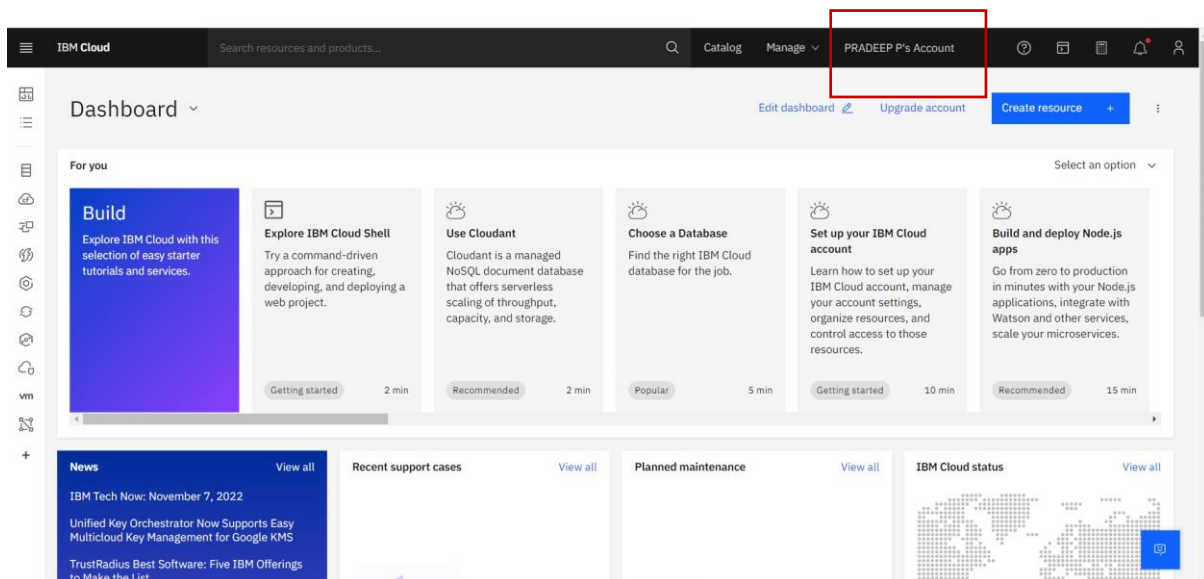 IBM Cloud
Search resources and products...
Catalog
Manage
PRADEEP P's Account
Dashboard
Edit dashboard
Upgrade account
Create resource +
For you
Select an option
Build
Explore IBM Cloud with this
selection of easy starter
tutorials and services.
Explore IBM Cloud Shell
Try a command-driven
approach for creating,
developing, and deploying a
web project.
Getting started
2 min
Use Cloudant
Cloudant is a managed
NoSQL document database
that offers serverless
scaling of throughput,
capacity, and storage.
Recommended
2 min
Choose a Database
Find the right IBM Cloud
database for the job.
Popular
5 min
Set up your IBM Cloud
account
Learn how to set up your
IBM Cloud account, manage
your account settings,
organize resources, and
control access to those
resources.
Getting started
10 min
Build and deploy Node.js
apps
Go from zero to production
in minutes with your Node.js
applications, integrate with
Watson and other services,
scale your microservices.
Recommended
15 min
vm
News
View all
IBM Tech Now: November 7, 2022
Unified Key Orchestrator Now Supports Easy
Multicloud Key Management for Google KMS
TrustRadius Best Software: Five IBM Offerings
to Make the List
Recent support cases
View all
Planned maintenance
View all
IBM Cloud status
View all